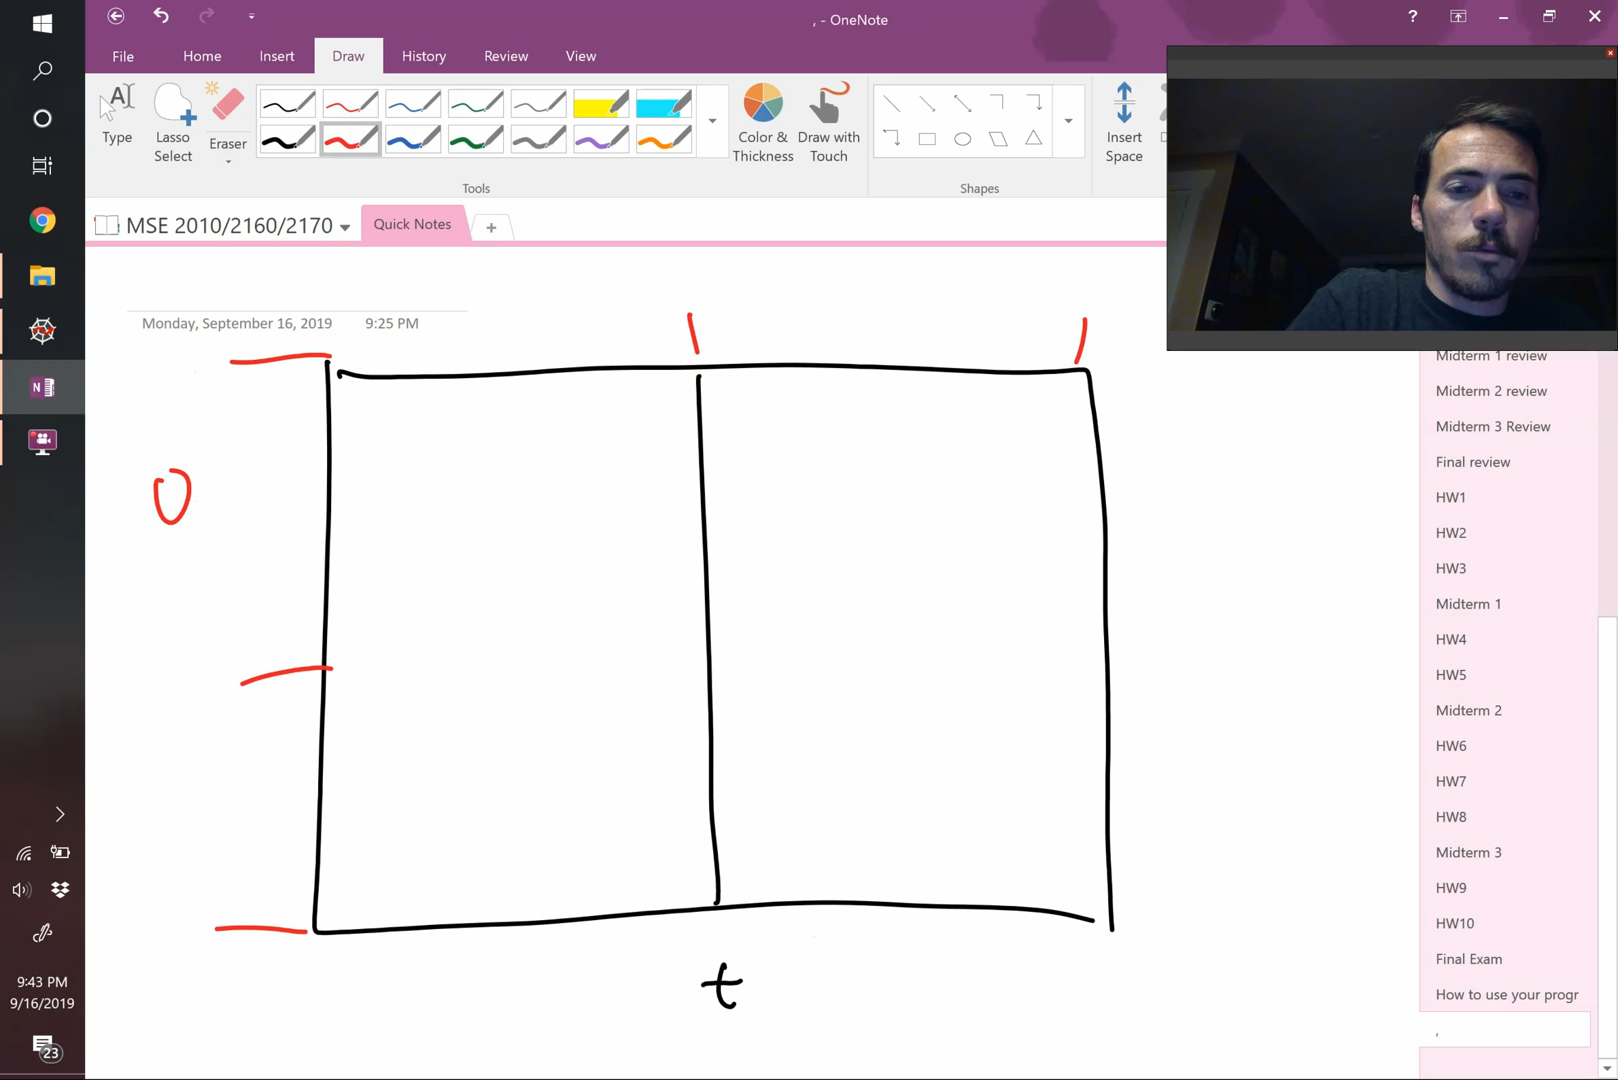 , - OneNote
?
File Home Insert Draw History Review View
Type
Lasso Select
Eraser
Color & Thickness
Draw with Touch
Insert Space
Tools
Shapes
MSE 2010/2160/2170
Quick Notes
+
Monday, September 16, 2019 9:25 PM
0
t
Midterm 1 review
Midterm 2 review
Midterm 3 Review
Final review
HW1
HW2
HW3
Midterm 1
HW4
HW5
Midterm 2
HW6
HW7
HW8
Midterm 3
HW9
HW10
Final Exam
How to use your progr
,
N
9:43 PM
9/16/2019
23